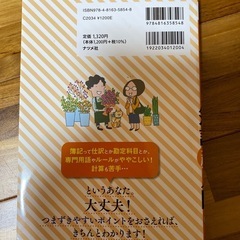 ISBN978-4-8163-5854-8
C2034 ¥1200E
定価 1,320円
(本体1,200円+税10%)
ナツメ社
9784816358548
1922034012004
簿記って仕訳とか勘定科目とか、
専門用語やルールがややこしい!
計算も苦手…
というあなた、
大丈夫!
つまずきやすいポイントをおさえれば、
きちんとわかります!